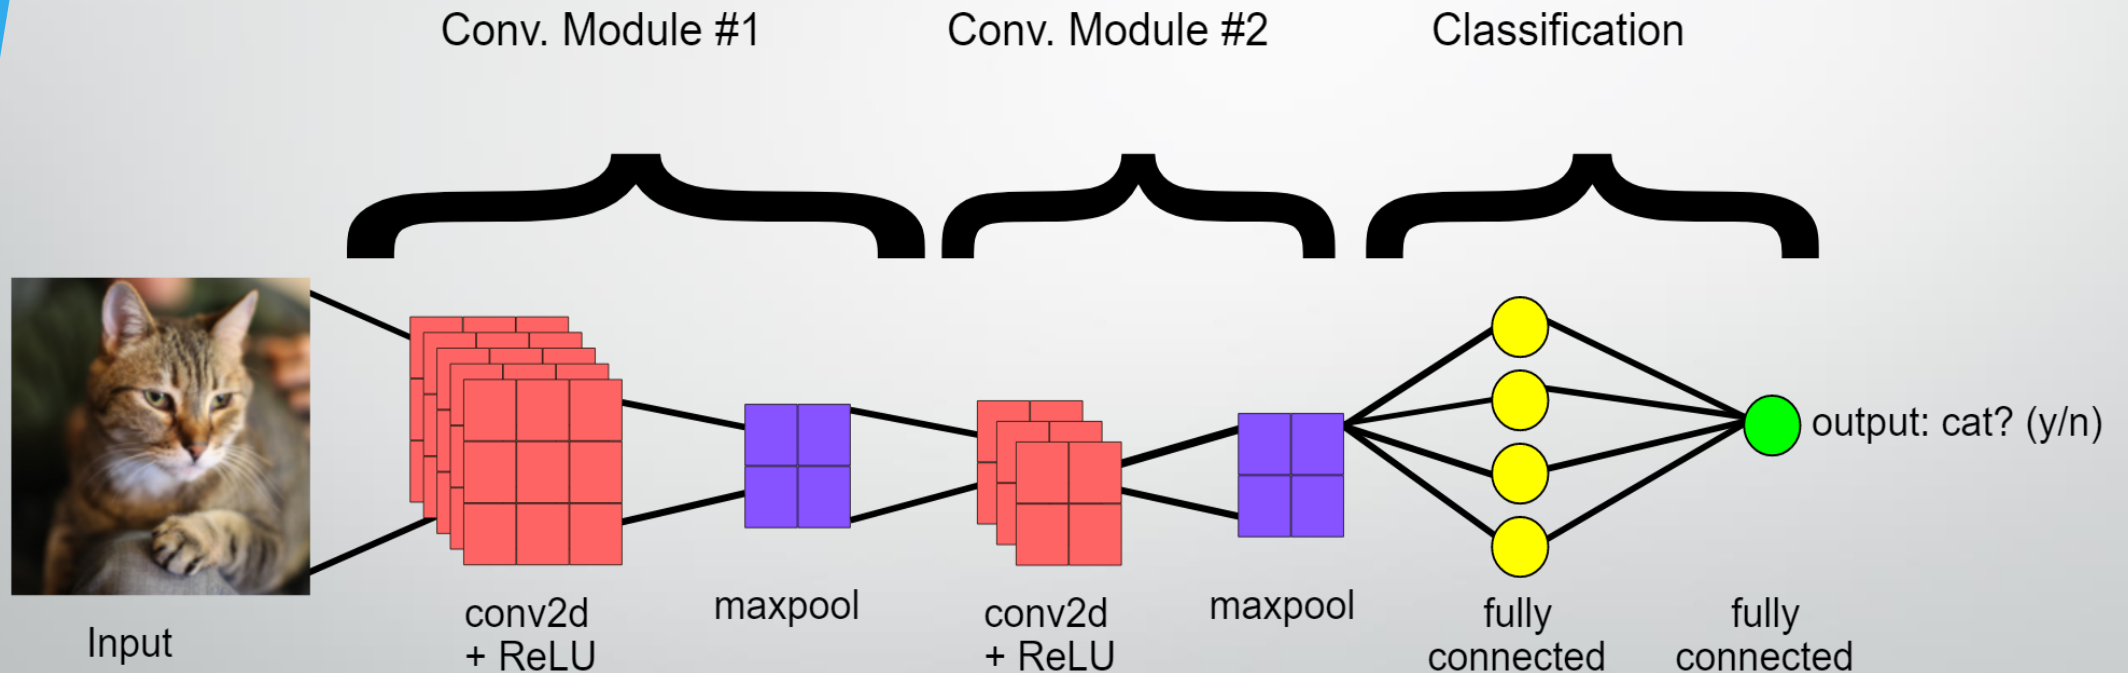 Conv. Module #1
Conv. Module #2
Classification
output: cat? (y/n)
Input
conv2d
+ ReLU
maxpool
conv2d
+ ReLU
maxpool
fully
connected
fully
connected